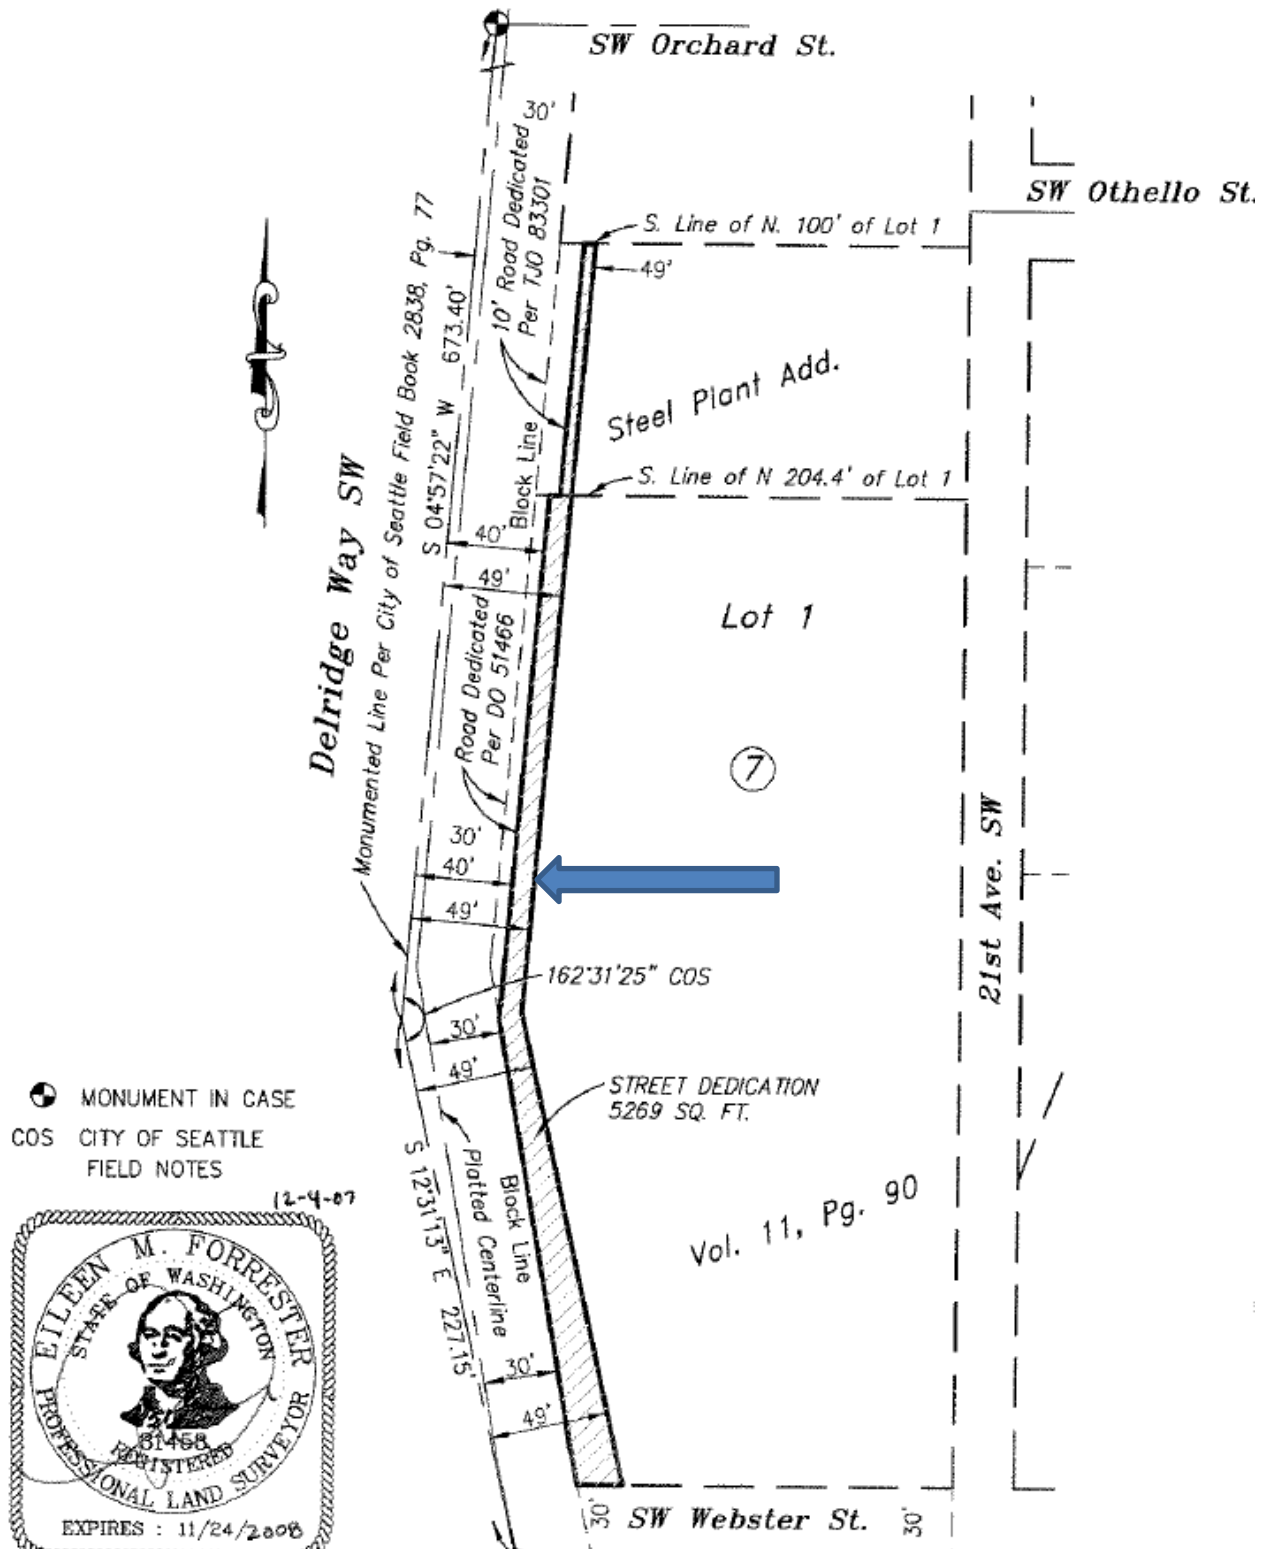 SW Orchard St.
30'
10' Road Dedicated
Per TJO 83301
SW Othello St.
S. Line of N. 100' of Lot 1
49'
Monumented Line Per City of Seattle Field Book 2838, Pg. 77
S 04°57'22" W 673.40'
Steel Plant Add.
Block Line
S. Line of N 204.4' of Lot 1
Delridge Way SW
40'
49'
Road Dedicated
Per DO 51466
Lot 1
7
30'
40'
49'
21st Ave. SW
162°31'25" COS
30'
49'
STREET DEDICATION
5269 SQ. FT.
MONUMENT IN CASE
COS CITY OF SEATTLE
FIELD NOTES
S 12°31'13" E 227.15'
Platted Centerline
Block Line
Vol. 11, Pg. 90
12-4-07
EILEEN M. FORRESTER
STATE OF WASHINGTON
31458
REGISTERED
PROFESSIONAL LAND SURVEYOR
EXPIRES : 11/24/2008
30'
49'
30'
SW Webster St.
30'